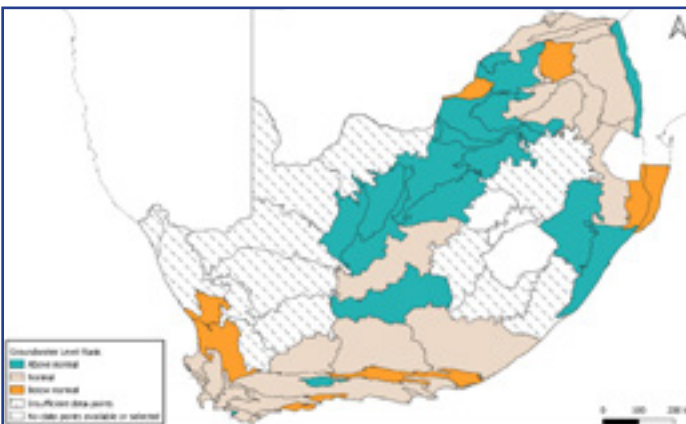 Groundwater Level Rank
Above normal
Normal
Below normal
Insufficient data points
No data points available or selected
0 100 200